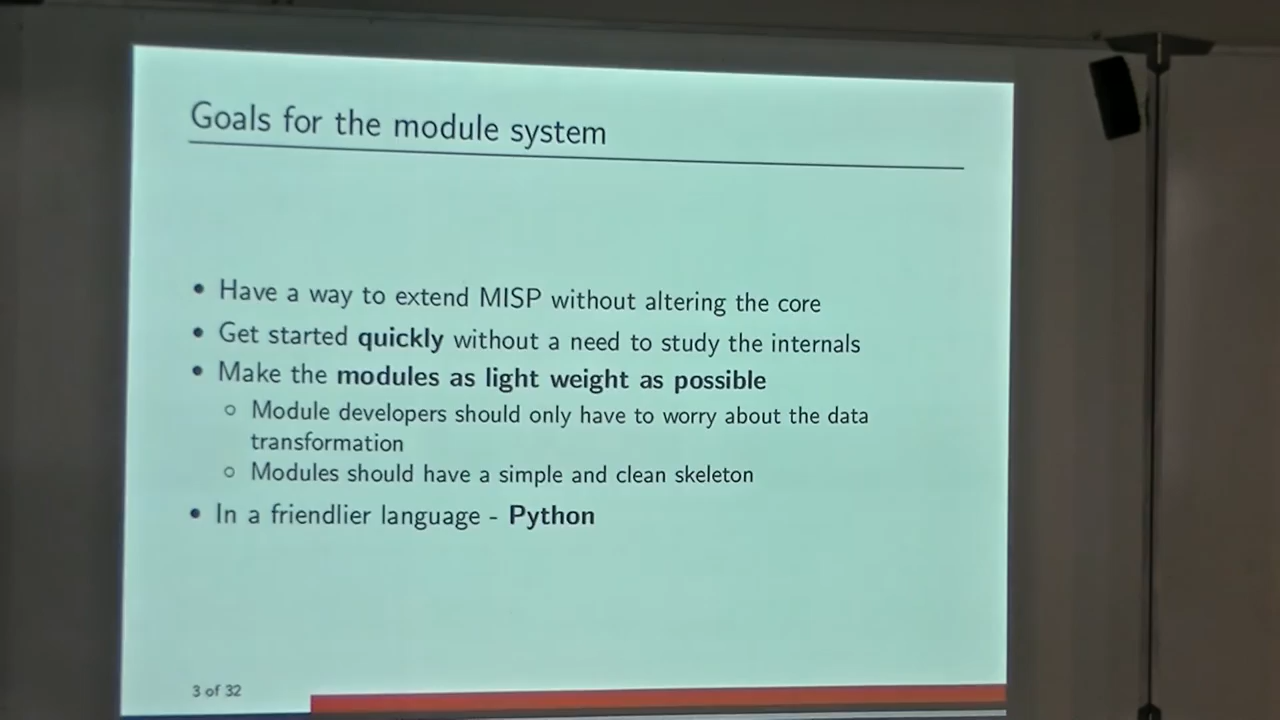 Goals for the module system
• Have a way to extend MISP without altering the core
• Get started quickly without a need to study the internals
• Make the modules as light weight as possible
○ Module developers should only have to worry about the data
transformation
○ Modules should have a simple and clean skeleton
• In a friendlier language - Python
3 of 32